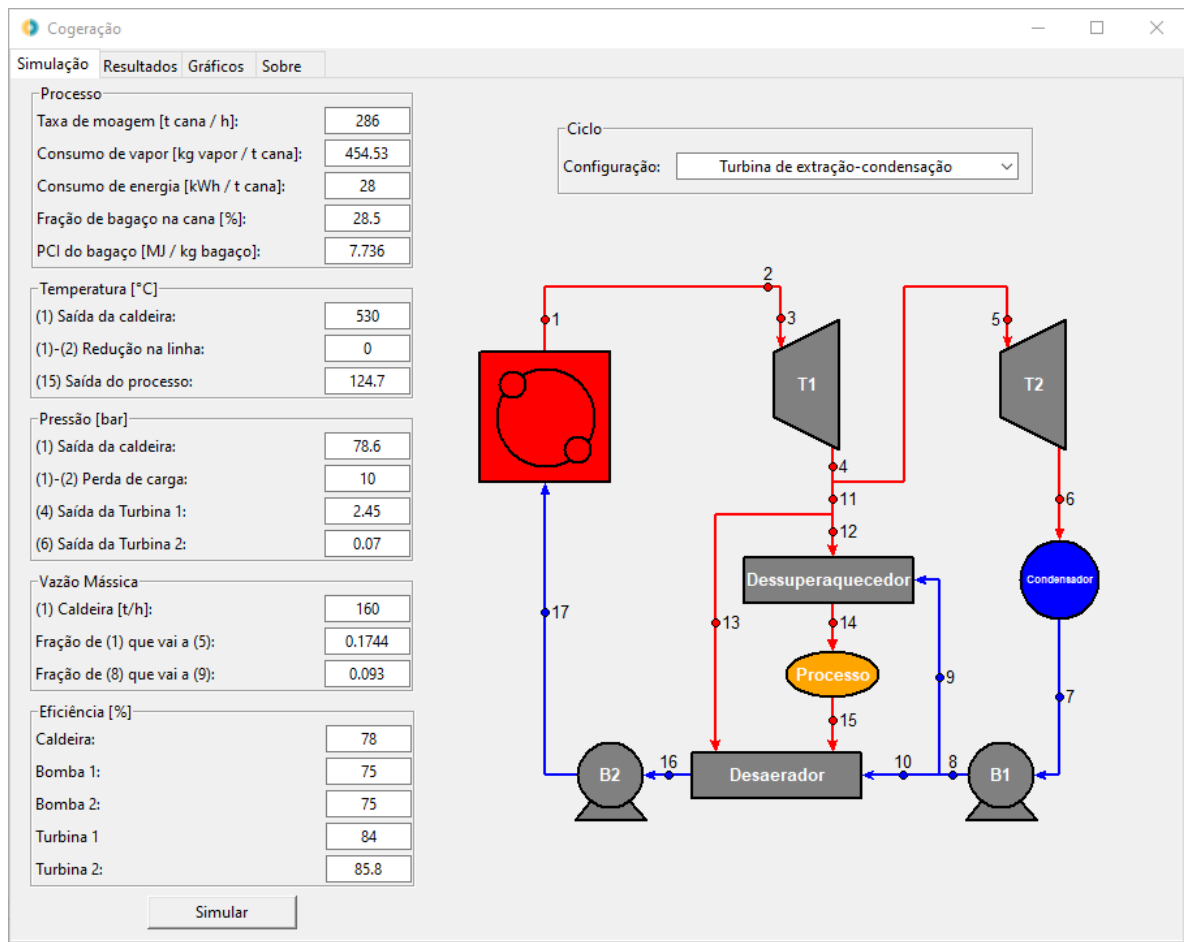 Cogeração
Simulação Resultados Gráficos Sobre
Processo
Taxa de moagem [t cana / h]: 286
Consumo de vapor [kg vapor / t cana]: 454.53
Consumo de energia [kWh / t cana]: 28
Fração de bagaço na cana [%]: 28.5
PCI do bagaço [MJ / kg bagaço]: 7.736
Temperatura [°C]
(1) Saída da caldeira: 530
(1)-(2) Redução na linha: 0
(15) Saída do processo: 124.7
Pressão [bar]
(1) Saída da caldeira: 78.6
(1)-(2) Perda de carga: 10
(4) Saída da Turbina 1: 2.45
(6) Saída da Turbina 2: 0.07
Vazão Mássica
(1) Caldeira [t/h]: 160
Fração de (1) que vai a (5): 0.1744
Fração de (8) que vai a (9): 0.093
Eficiência [%]
Caldeira: 78
Bomba 1: 75
Bomba 2: 75
Turbina 1 84
Turbina 2: 85.8
Simular
Ciclo
Configuração: Turbina de extração-condensação
2
1
3
5
T1
T2
4
11
6
12
Dessuperaquecedor
Condensador
17
13
14
Processo
9
7
15
B2
16
Desaerador
10
8
B1